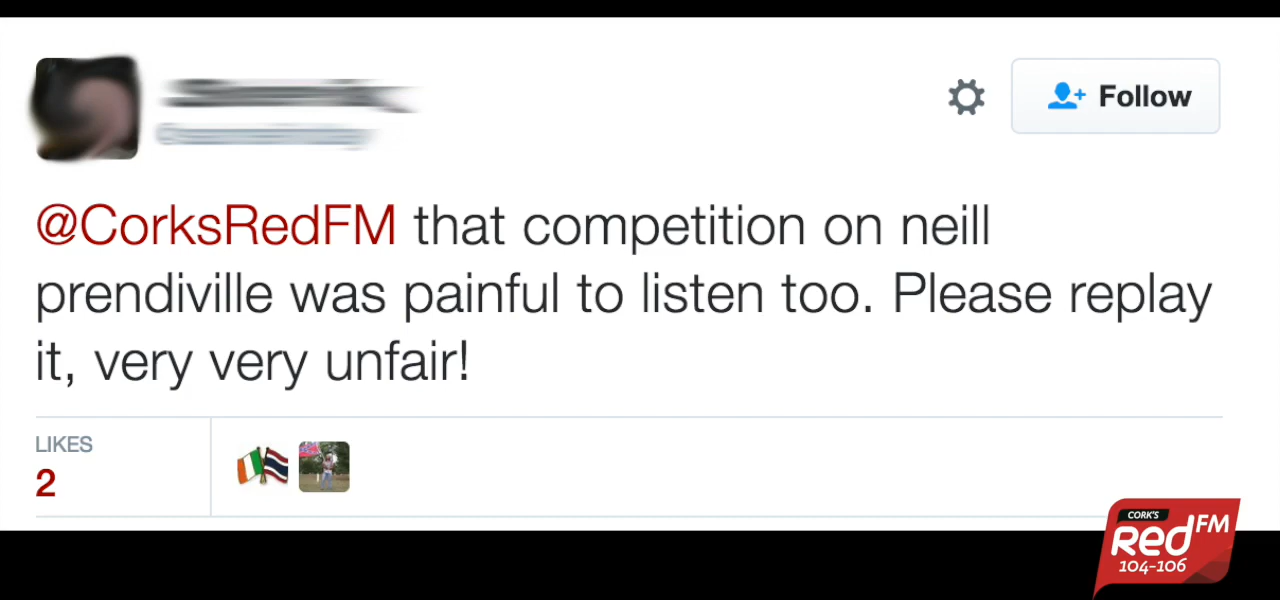 Follow
@CorksRedFM that competition on neill
prendiville was painful to listen too. Please replay
it, very very unfair!
LIKES
2
CORK'S
Red FM
104-106